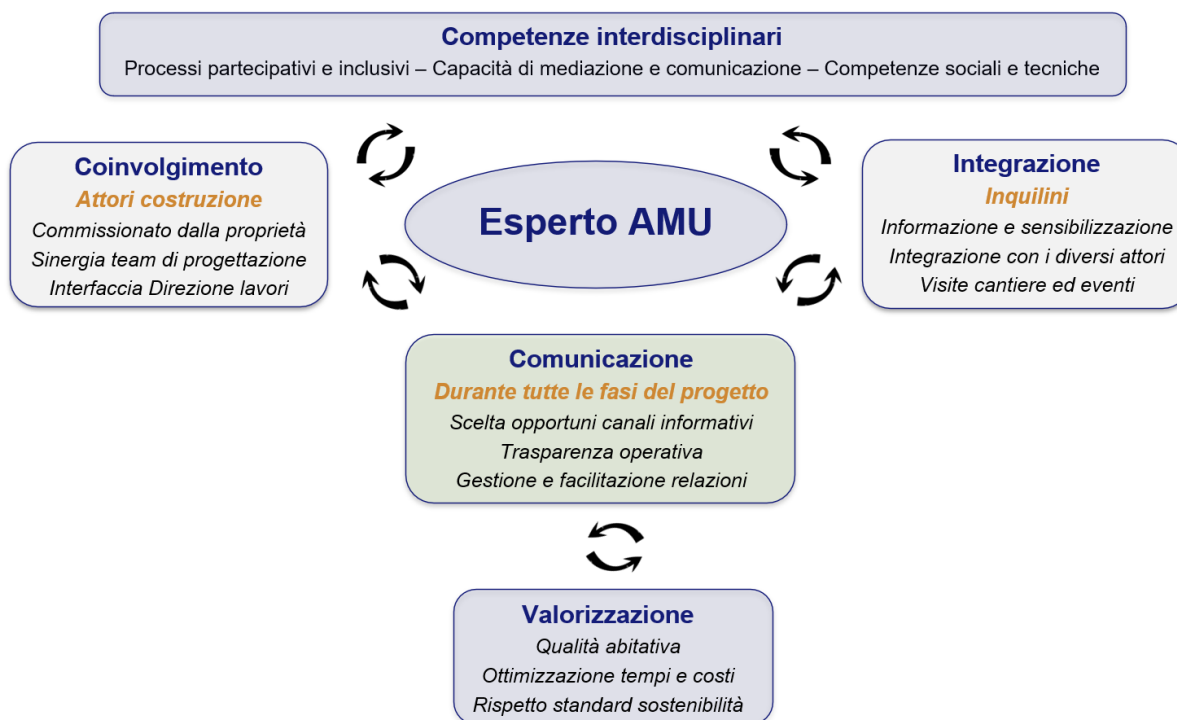 Competenze interdisciplinari
Processi partecipativi e inclusivi – Capacità di mediazione e comunicazione – Competenze sociali e tecniche
Coinvolgimento
Attori costruzione
Commissionato dalla proprietà
Sinergia team di progettazione
Interfaccia Direzione lavori
Esperto AMU
Integrazione
Inquilini
Informazione e sensibilizzazione
Integrazione con i diversi attori
Visite cantiere ed eventi
Comunicazione
Durante tutte le fasi del progetto
Scelta opportuni canali informativi
Trasparenza operativa
Gestione e facilitazione relazioni
Valorizzazione
Qualità abitativa
Ottimizzazione tempi e costi
Rispetto standard sostenibilità